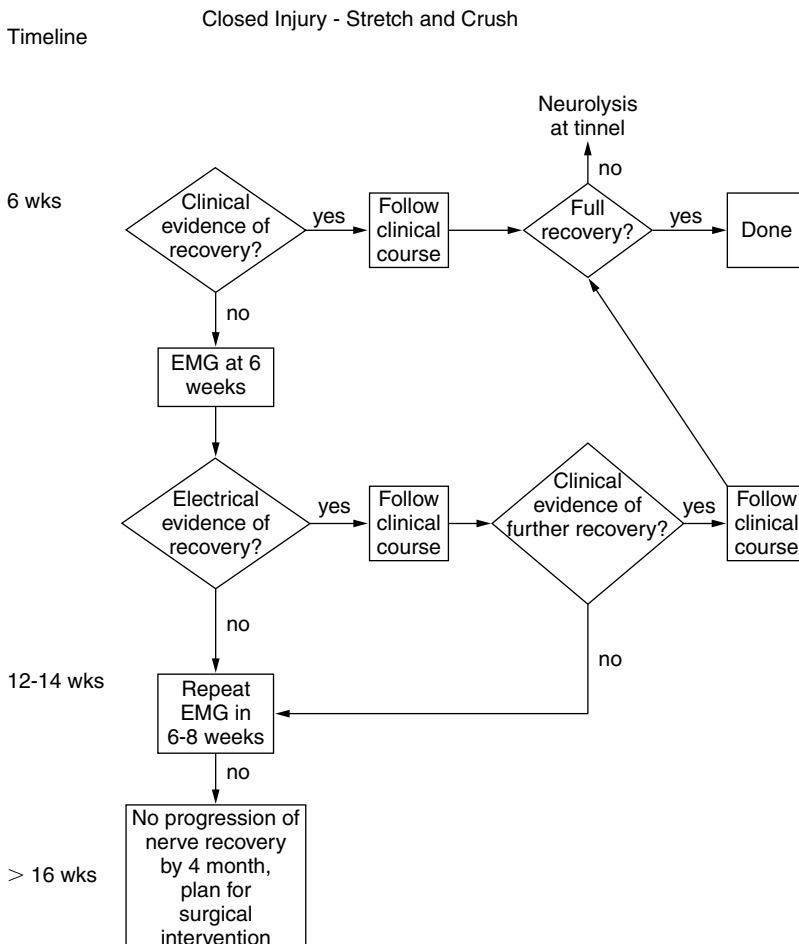 Closed Injury - Stretch and Crush
Timeline
Neurolysis
at tinnel
no
6 wks
Clinical
evidence of
recovery?
yes
Follow
clinical
course
Full
recovery?
yes
Done
no
EMG at 6
weeks
Electrical
evidence of
recovery?
yes
Follow
clinical
course
Clinical
evidence of
further recovery?
yes
Follow
clinical
course
no
no
12-14 wks
Repeat
EMG in
6-8 weeks
no
> 16 wks
No progression of
nerve recovery
by 4 month,
plan for
surgical
intervention